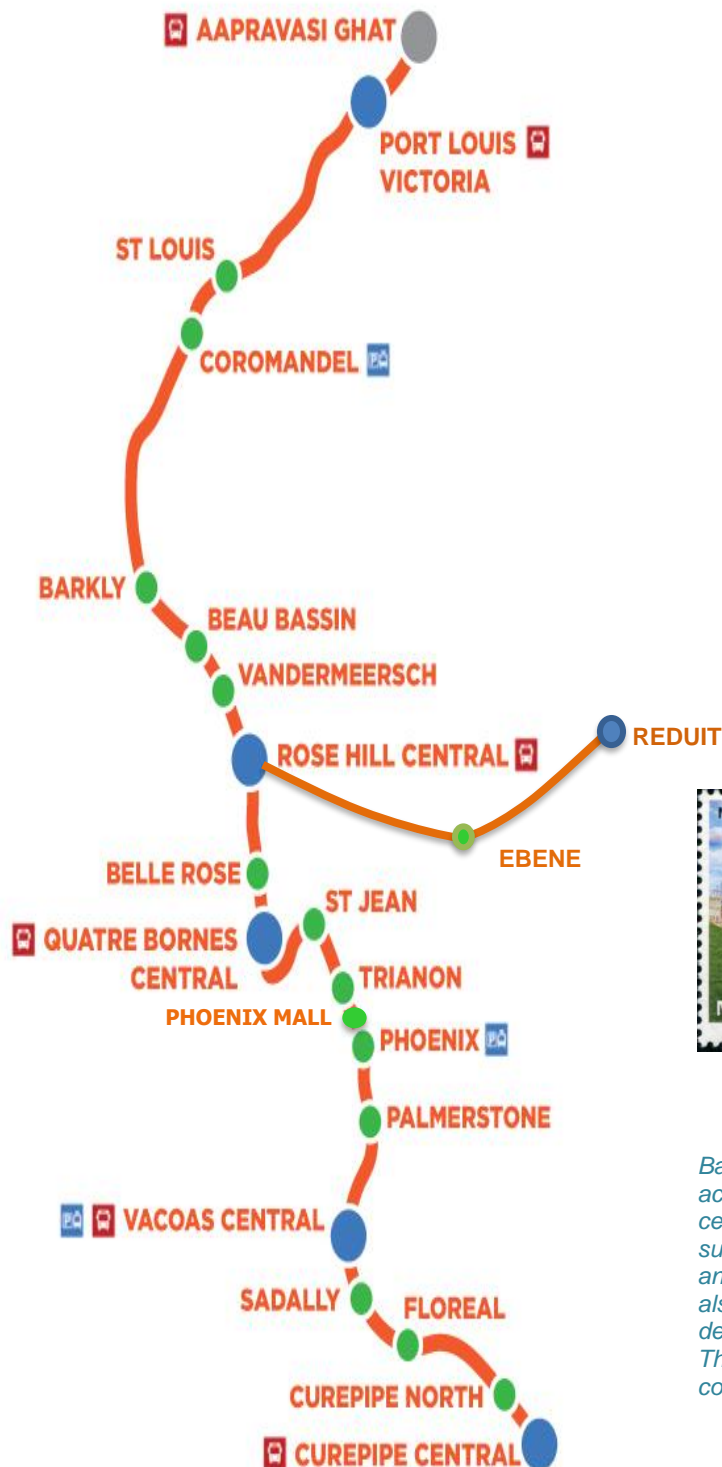 AAPRAVASI GHAT
PORT LOUIS
VICTORIA
ST LOUIS
COROMANDEL
BARKLY
BEAU BASSIN
VANDERMEERSCH
ROSE HILL CENTRAL
REDUIT
EBENE
BELLE ROSE
ST JEAN
QUATRE BORNES
CENTRAL
TRIANON
PHOENIX MALL
PHOENIX
PALMERSTONE
VACOAS CENTRAL
SADALLY
FLOREAL
CUREPIPE NORTH
CUREPIPE CENTRAL